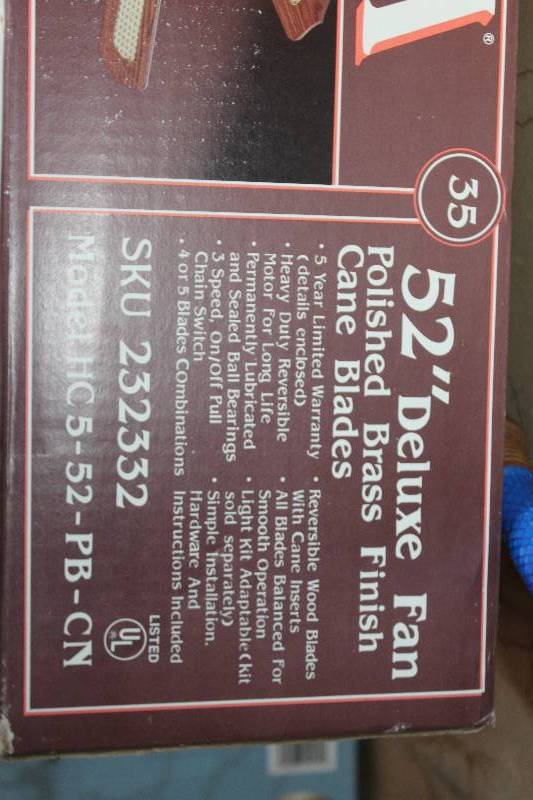 ®
35
52" Deluxe Fan
Polished Brass Finish
Cane Blades
• 5 Year Limited Warranty
(details enclosed)
• Heavy Duty Reversible
Motor For Long Life
• Permanently Lubricated
and Sealed Ball Bearings
• 3 Speed, On/Off Pull
Chain Switch
• 4 or 5 Blades Combinations
• Reversible Wood Blades
With Cane Inserts
• All Blades Balanced For
Smooth Operation
• Light Kit Adaptable (kit
sold separately)
• Simple Installation.
Hardware And
Instructions Included
SKU 232332
LISTED
UL
Model HC5-52-PB-CN